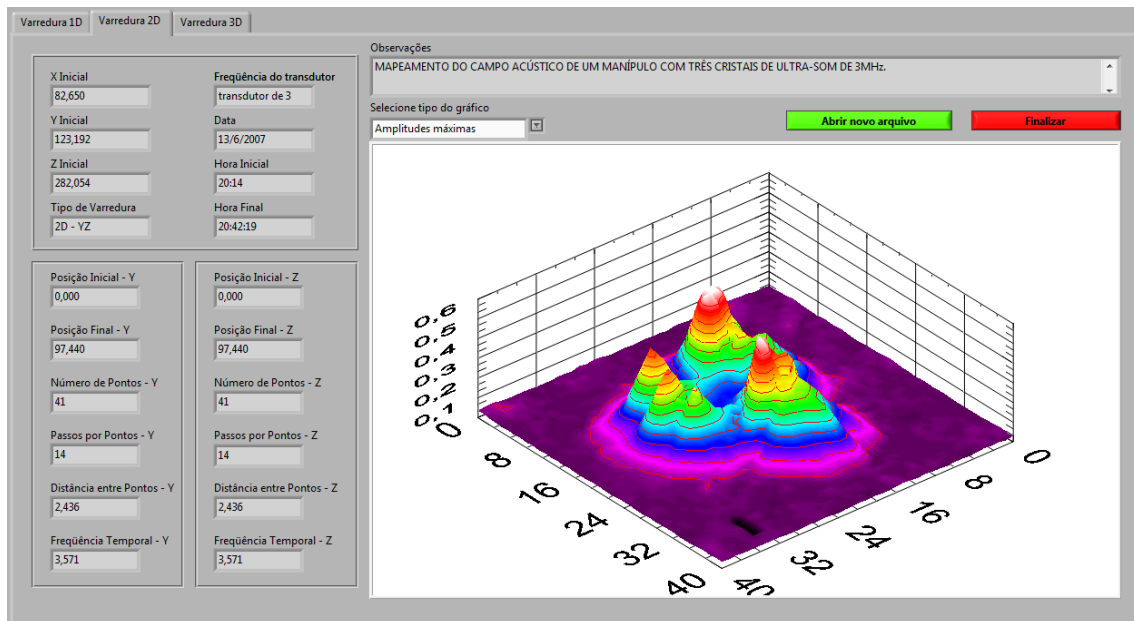 Varredura 1D
Varredura 2D
Varredura 3D
X Inicial
82,650
Freqüência do transdutor
transdutor de 3
Y Inicial
123,192
Data
13/6/2007
Z Inicial
282,054
Hora Inicial
20:14
Tipo de Varredura
2D - YZ
Hora Final
20:42:19
Posição Inicial - Y
0,000
Posição Final - Y
97,440
Número de Pontos - Y
41
Passos por Pontos - Y
14
Distância entre Pontos - Y
2,436
Freqüência Temporal - Y
3,571
Posição Inicial - Z
0,000
Posição Final - Z
97,440
Número de Pontos - Z
41
Passos por Pontos - Z
14
Distância entre Pontos - Z
2,436
Freqüência Temporal - Z
3,571
Observações
MAPEAMENTO DO CAMPO ACÚSTICO DE UM MANÍPULO COM TRÊS CRISTAIS DE ULTRA-SOM DE 3MHz.
Selecione tipo do gráfico
Amplitudes máximas
Abrir novo arquivo
Finalizar
0,6
0,5
0,4
0,3
0,2
0,1
0
8
16
24
32
40
40
32
24
16
8
0